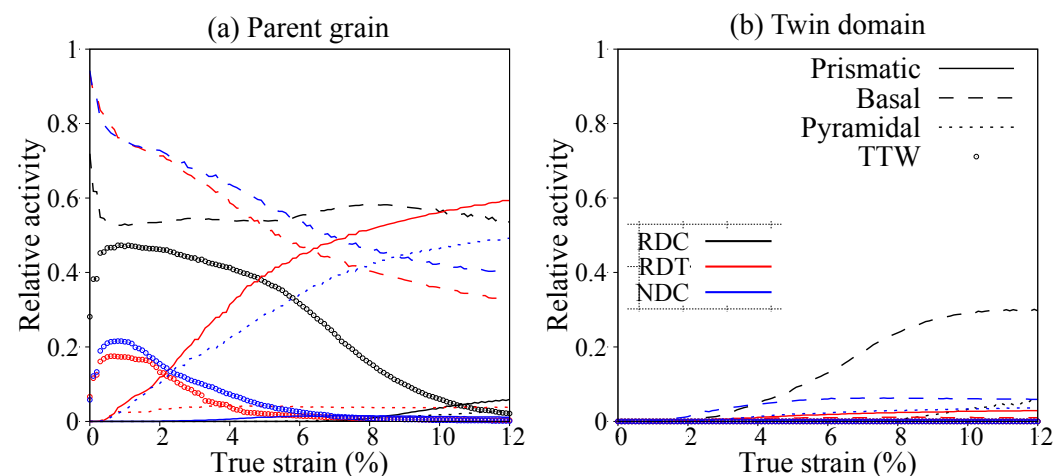 (a) Parent grain
(b) Twin domain
1
0.8
0.6
0.4
0.2
0
Relative activity
0 2 4 6 8 10 12
True strain (%)
1
0.8
0.6
0.4
0.2
0
Relative activity
Prismatic
Basal
Pyramidal
TTW
RDC
RDT
NDC
0 2 4 6 8 10 12
True strain (%)